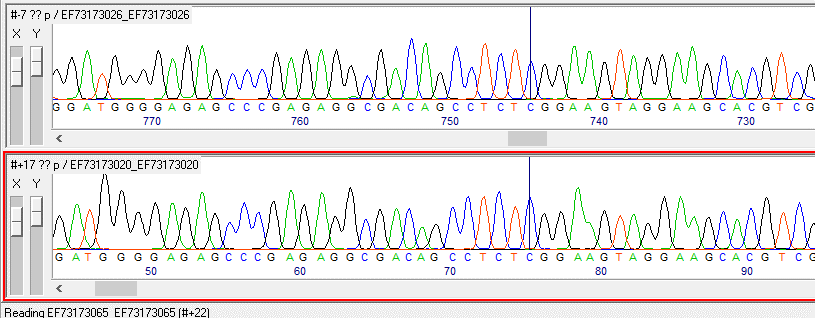 #-7 ?? p / EF73173026_EF73173026
X Y
G G A T G G G G A G A G C C C G A G A G G C G A C A G C C T C T C G G A A G T A G G A A G C A C G T C G
770 760 750 740 730
#+17 ?? p / EF73173020_EF73173020
X Y
G A T G G G G A G A G C C C G A G A G G C G A C A G C C T C T C G G A A G T A G G A A G C A C G T C G
50 60 70 80 90
Reading EF73173065_EF73173065 (#+22)